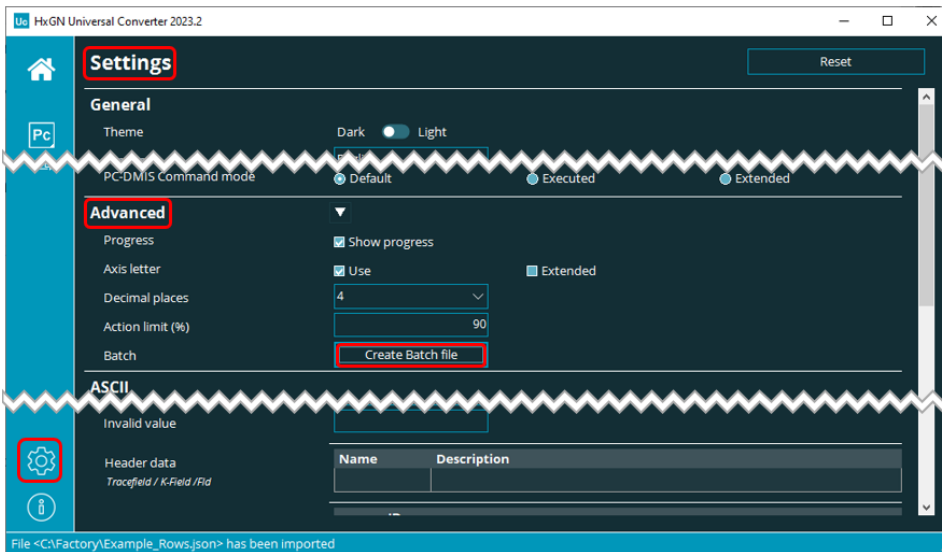 Uc HxGN Universal Converter 2023.2
Settings
Reset
General
Theme Dark Light
Pc
PC-DMIS Command mode Default Executed Extended
Advanced
Progress Show progress
Axis letter Use Extended
Decimal places 4
Action limit (%) 90
Batch Create Batch file
ASCII
Invalid value
Header data Name Description
Tracefield / K-Field /Fld
File <C:\Factory\Example_Rows.json> has been imported